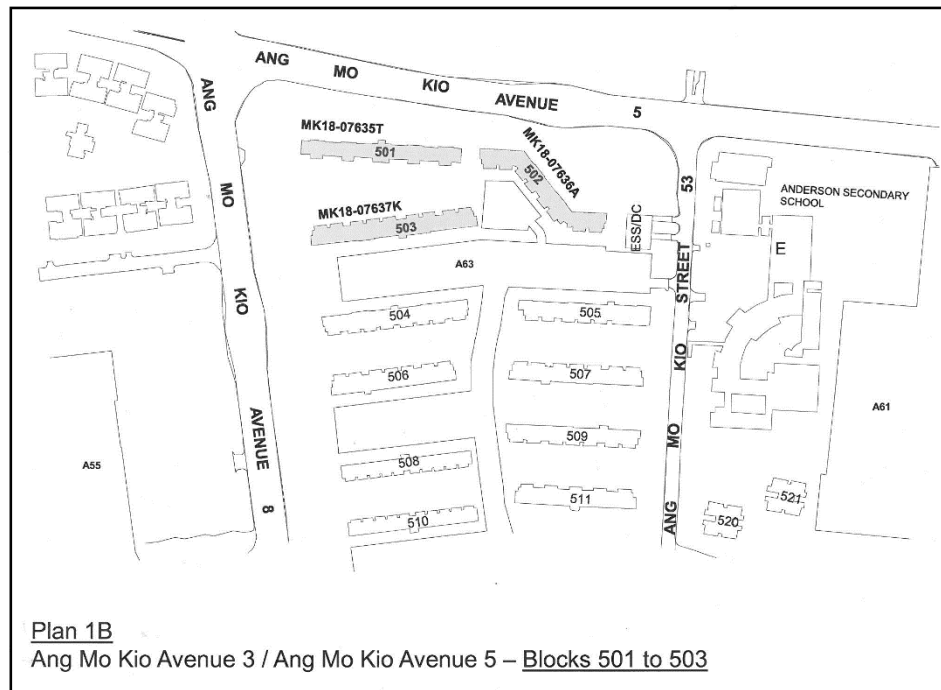 ANG MO KIO AVENUE 5
ANG MO KIO AVENUE 8
MK18-07635T
501
MK18-07636A
502
MK18-07637K
503
ESS/DC
ANG MO KIO STREET 53
ANDERSON SECONDARY
SCHOOL
E
A63
504
505
506
507
A61
A55
508
509
510
511
520
521
Plan 1B
Ang Mo Kio Avenue 3 / Ang Mo Kio Avenue 5 – Blocks 501 to 503